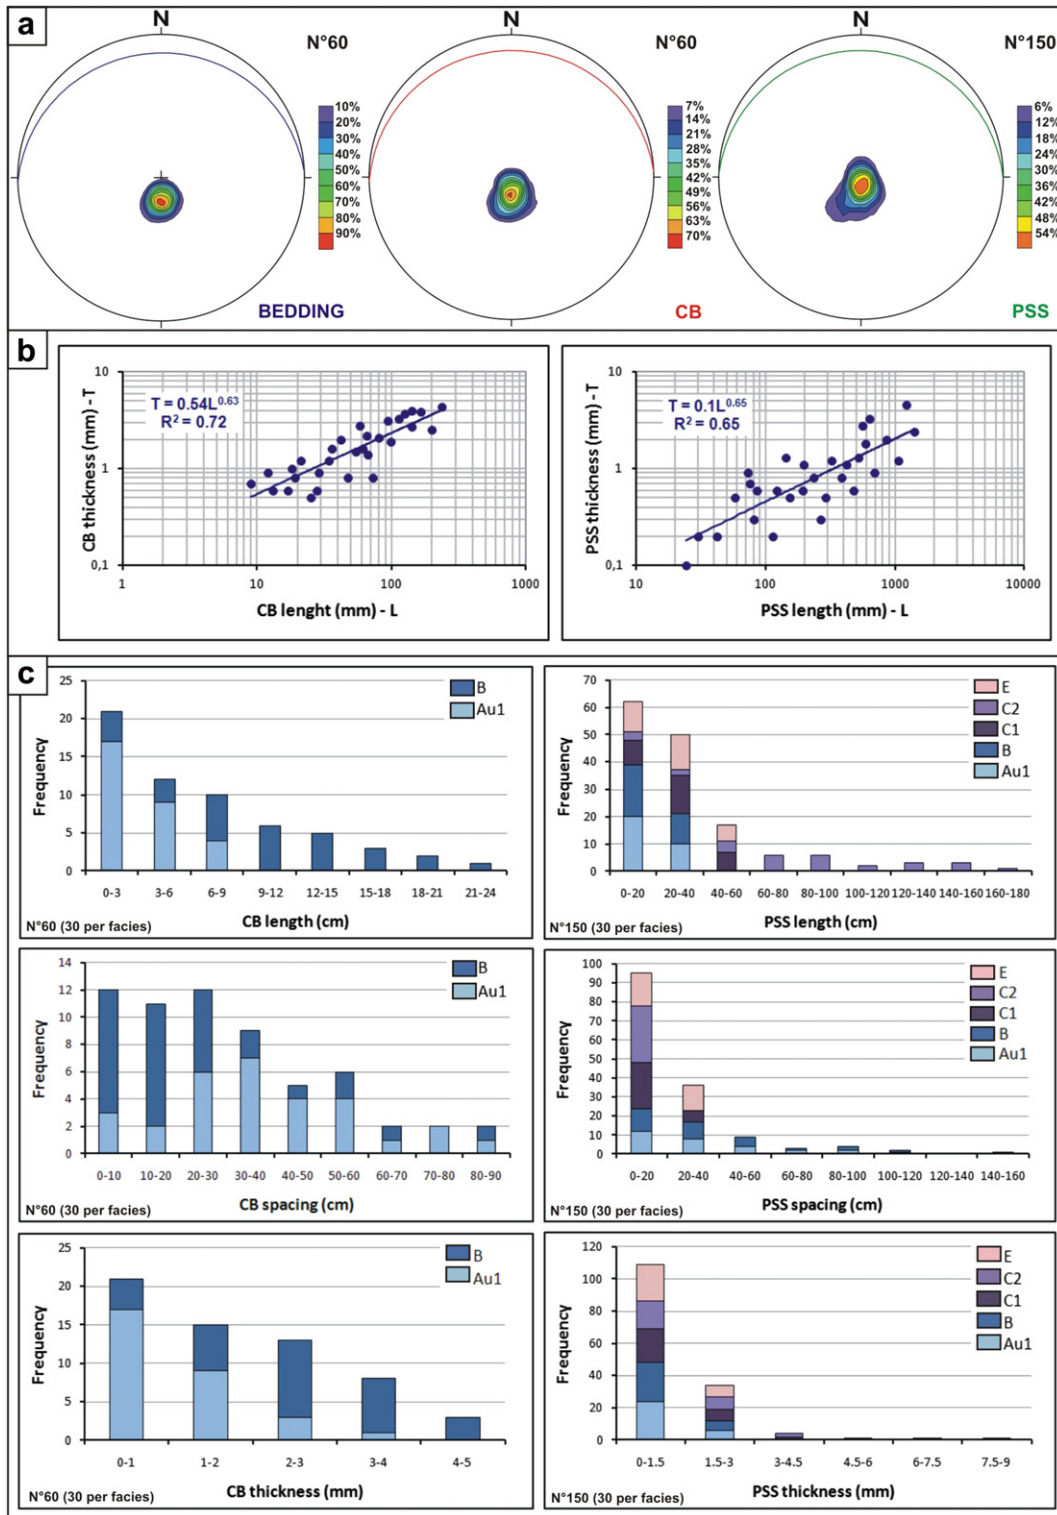 a
N
N°60
10%
20%
30%
40%
50%
60%
70%
80%
90%
BEDDING
N
N°60
7%
14%
21%
28%
35%
42%
49%
56%
63%
70%
CB
N
N°150
6%
12%
18%
24%
30%
36%
42%
48%
54%
PSS
b
CB thickness (mm) - T
10
1
0,1
T = 0.54L^0.63
R² = 0.72
1 10 100 1000
CB lenght (mm) - L
PSS thickness (mm) - T
10
1
0,1
T = 0.1L^0.65
R² = 0.65
10 100 1000 10000
PSS length (mm) - L
c
Frequency
25
20
15
10
5
0
B
Au1
0-3 3-6 6-9 9-12 12-15 15-18 18-21 21-24
CB length (cm)
N°60 (30 per facies)
Frequency
70
60
50
40
30
20
10
0
E
C2
C1
B
Au1
0-20 20-40 40-60 60-80 80-100 100-120 120-140 140-160 160-180
PSS length (cm)
N°150 (30 per facies)
Frequency
14
12
10
8
6
4
2
0
B
Au1
0-10 10-20 20-30 30-40 40-50 50-60 60-70 70-80 80-90
CB spacing (cm)
N°60 (30 per facies)
Frequency
100
90
80
70
60
50
40
30
20
10
0
E
C2
C1
B
Au1
0-20 20-40 40-60 60-80 80-100 100-120 120-140 140-160
PSS spacing (cm)
N°150 (30 per facies)
Frequency
25
20
15
10
5
0
B
Au1
0-1 1-2 2-3 3-4 4-5
CB thickness (mm)
N°60 (30 per facies)
Frequency
120
100
80
60
40
20
0
E
C2
C1
B
Au1
0-1.5 1.5-3 3-4.5 4.5-6 6-7.5 7.5-9
PSS thickness (mm)
N°150 (30 per facies)